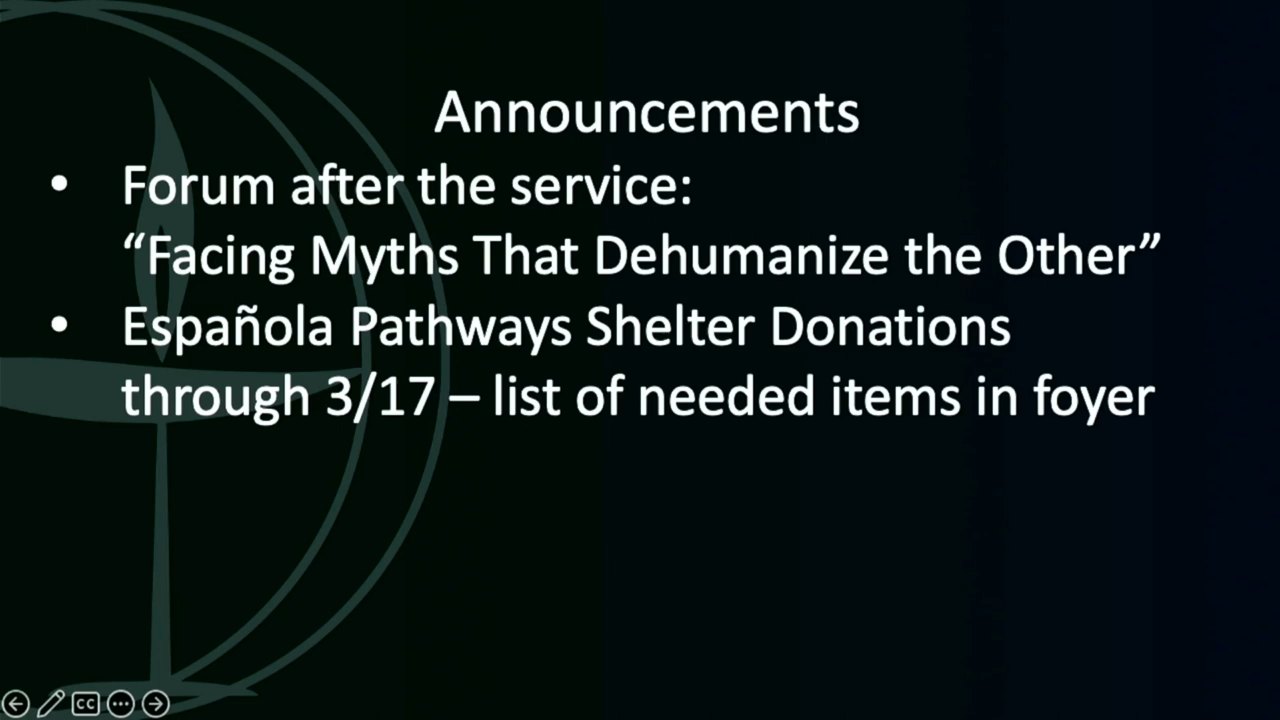 Announcements
• Forum after the service:
“Facing Myths That Dehumanize the Other”
• Española Pathways Shelter Donations
through 3/17 – list of needed items in foyer
CC